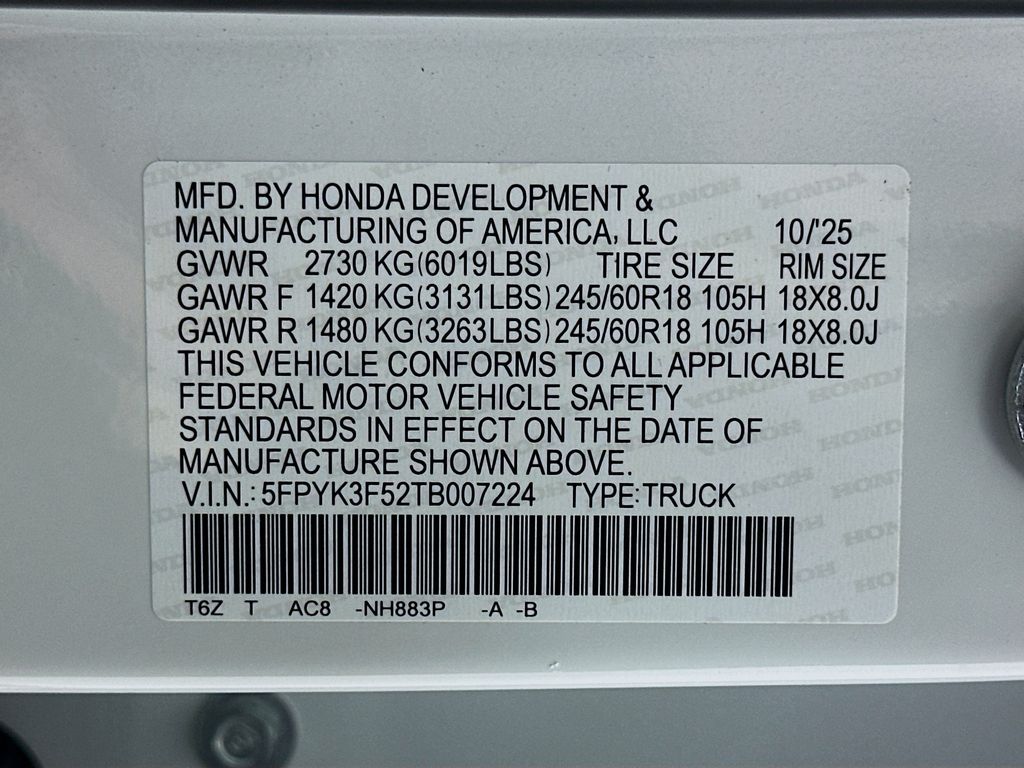 MFD. BY HONDA DEVELOPMENT &
MANUFACTURING OF AMERICA, LLC 10/'25
GVWR 2730 KG(6019LBS) TIRE SIZE RIM SIZE
GAWR F 1420 KG(3131LBS) 245/60R18 105H 18X8.0J
GAWR R 1480 KG(3263LBS) 245/60R18 105H 18X8.0J
THIS VEHICLE CONFORMS TO ALL APPLICABLE
FEDERAL MOTOR VEHICLE SAFETY
STANDARDS IN EFFECT ON THE DATE OF
MANUFACTURE SHOWN ABOVE.
V.I.N.: 5FPYK3F52TB007224 TYPE: TRUCK
T6Z T AC8 -NH883P -A -B